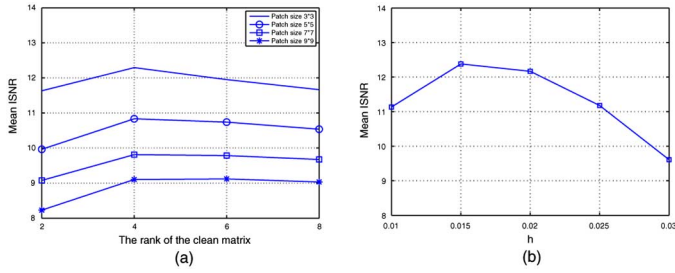 14
13
12
11
10
9
8
Mean ISNR
2
4
6
8
The rank of the clean matrix
Patch size 3*3
Patch size 5*5
Patch size 7*7
Patch size 9*9
(a)
14
13
12
11
10
9
8
Mean ISNR
0.01
0.015
0.02
0.025
0.03
h
(b)